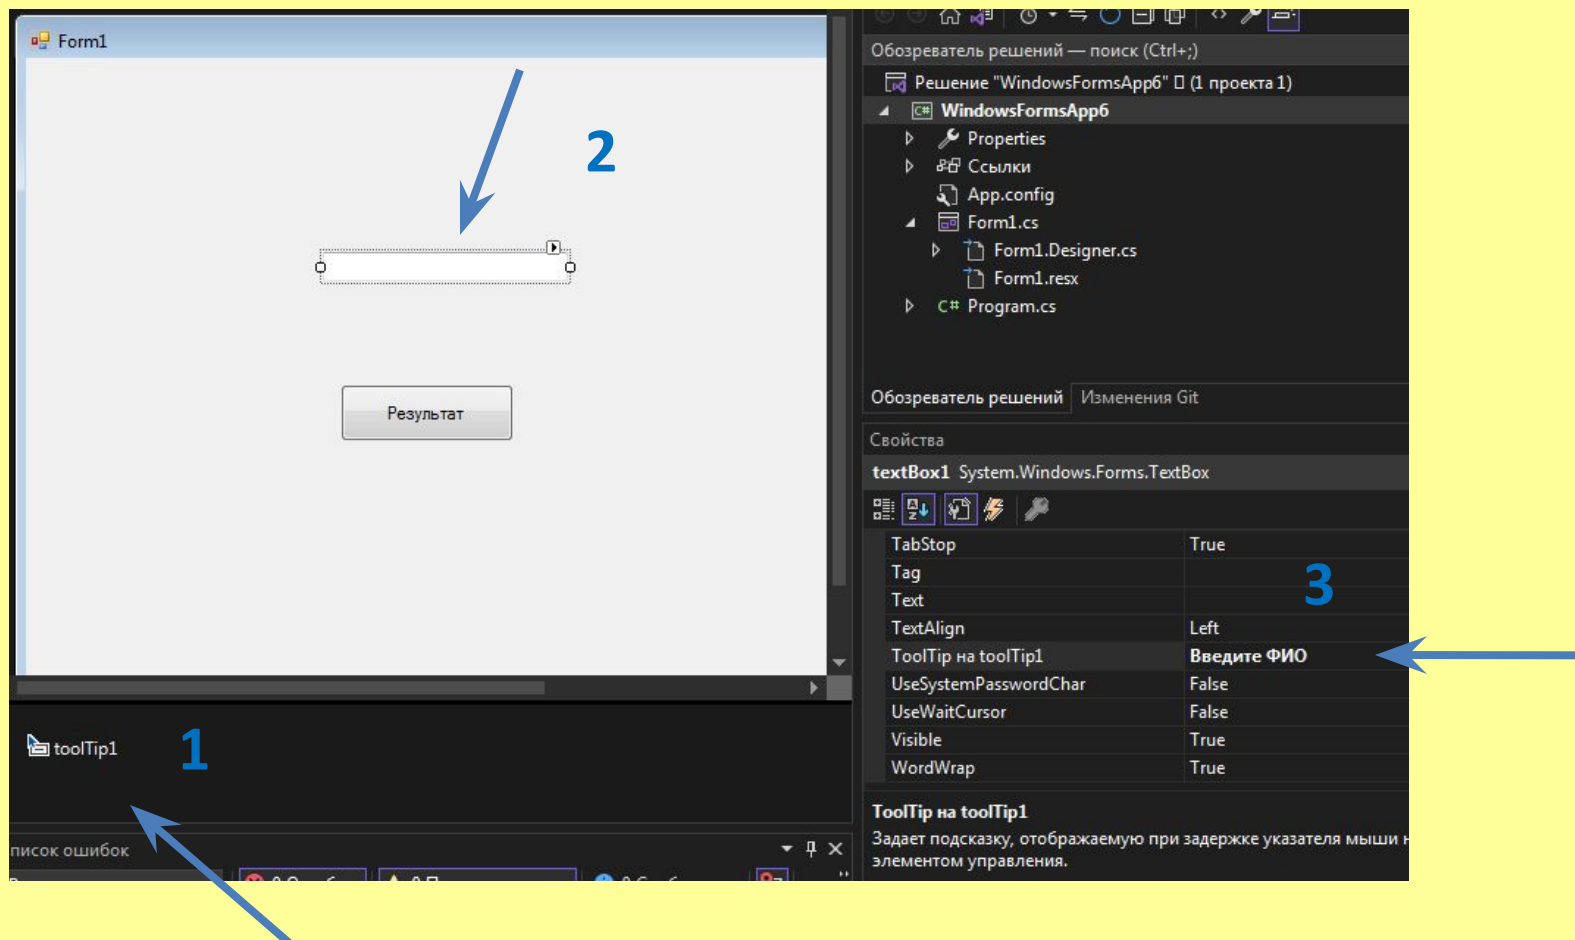 Form1
2
Результат
toolTip1
1
писок ошибок
Обозреватель решений — поиск (Ctrl+;)
Решение "WindowsFormsApp6" (1 проекта 1)
C# WindowsFormsApp6
Properties
Ссылки
App.config
Form1.cs
Form1.Designer.cs
Form1.resx
C# Program.cs
Обозреватель решений Изменения Git
Свойства
textBox1 System.Windows.Forms.TextBox
TabStop True
Tag
3
Text
TextAlign Left
ToolTip на toolTip1 Введите ФИО
UseSystemPasswordChar False
UseWaitCursor False
Visible True
WordWrap True
ToolTip на toolTip1
Задает подсказку, отображаемую при задержке указателя мыши н
элементом управления.